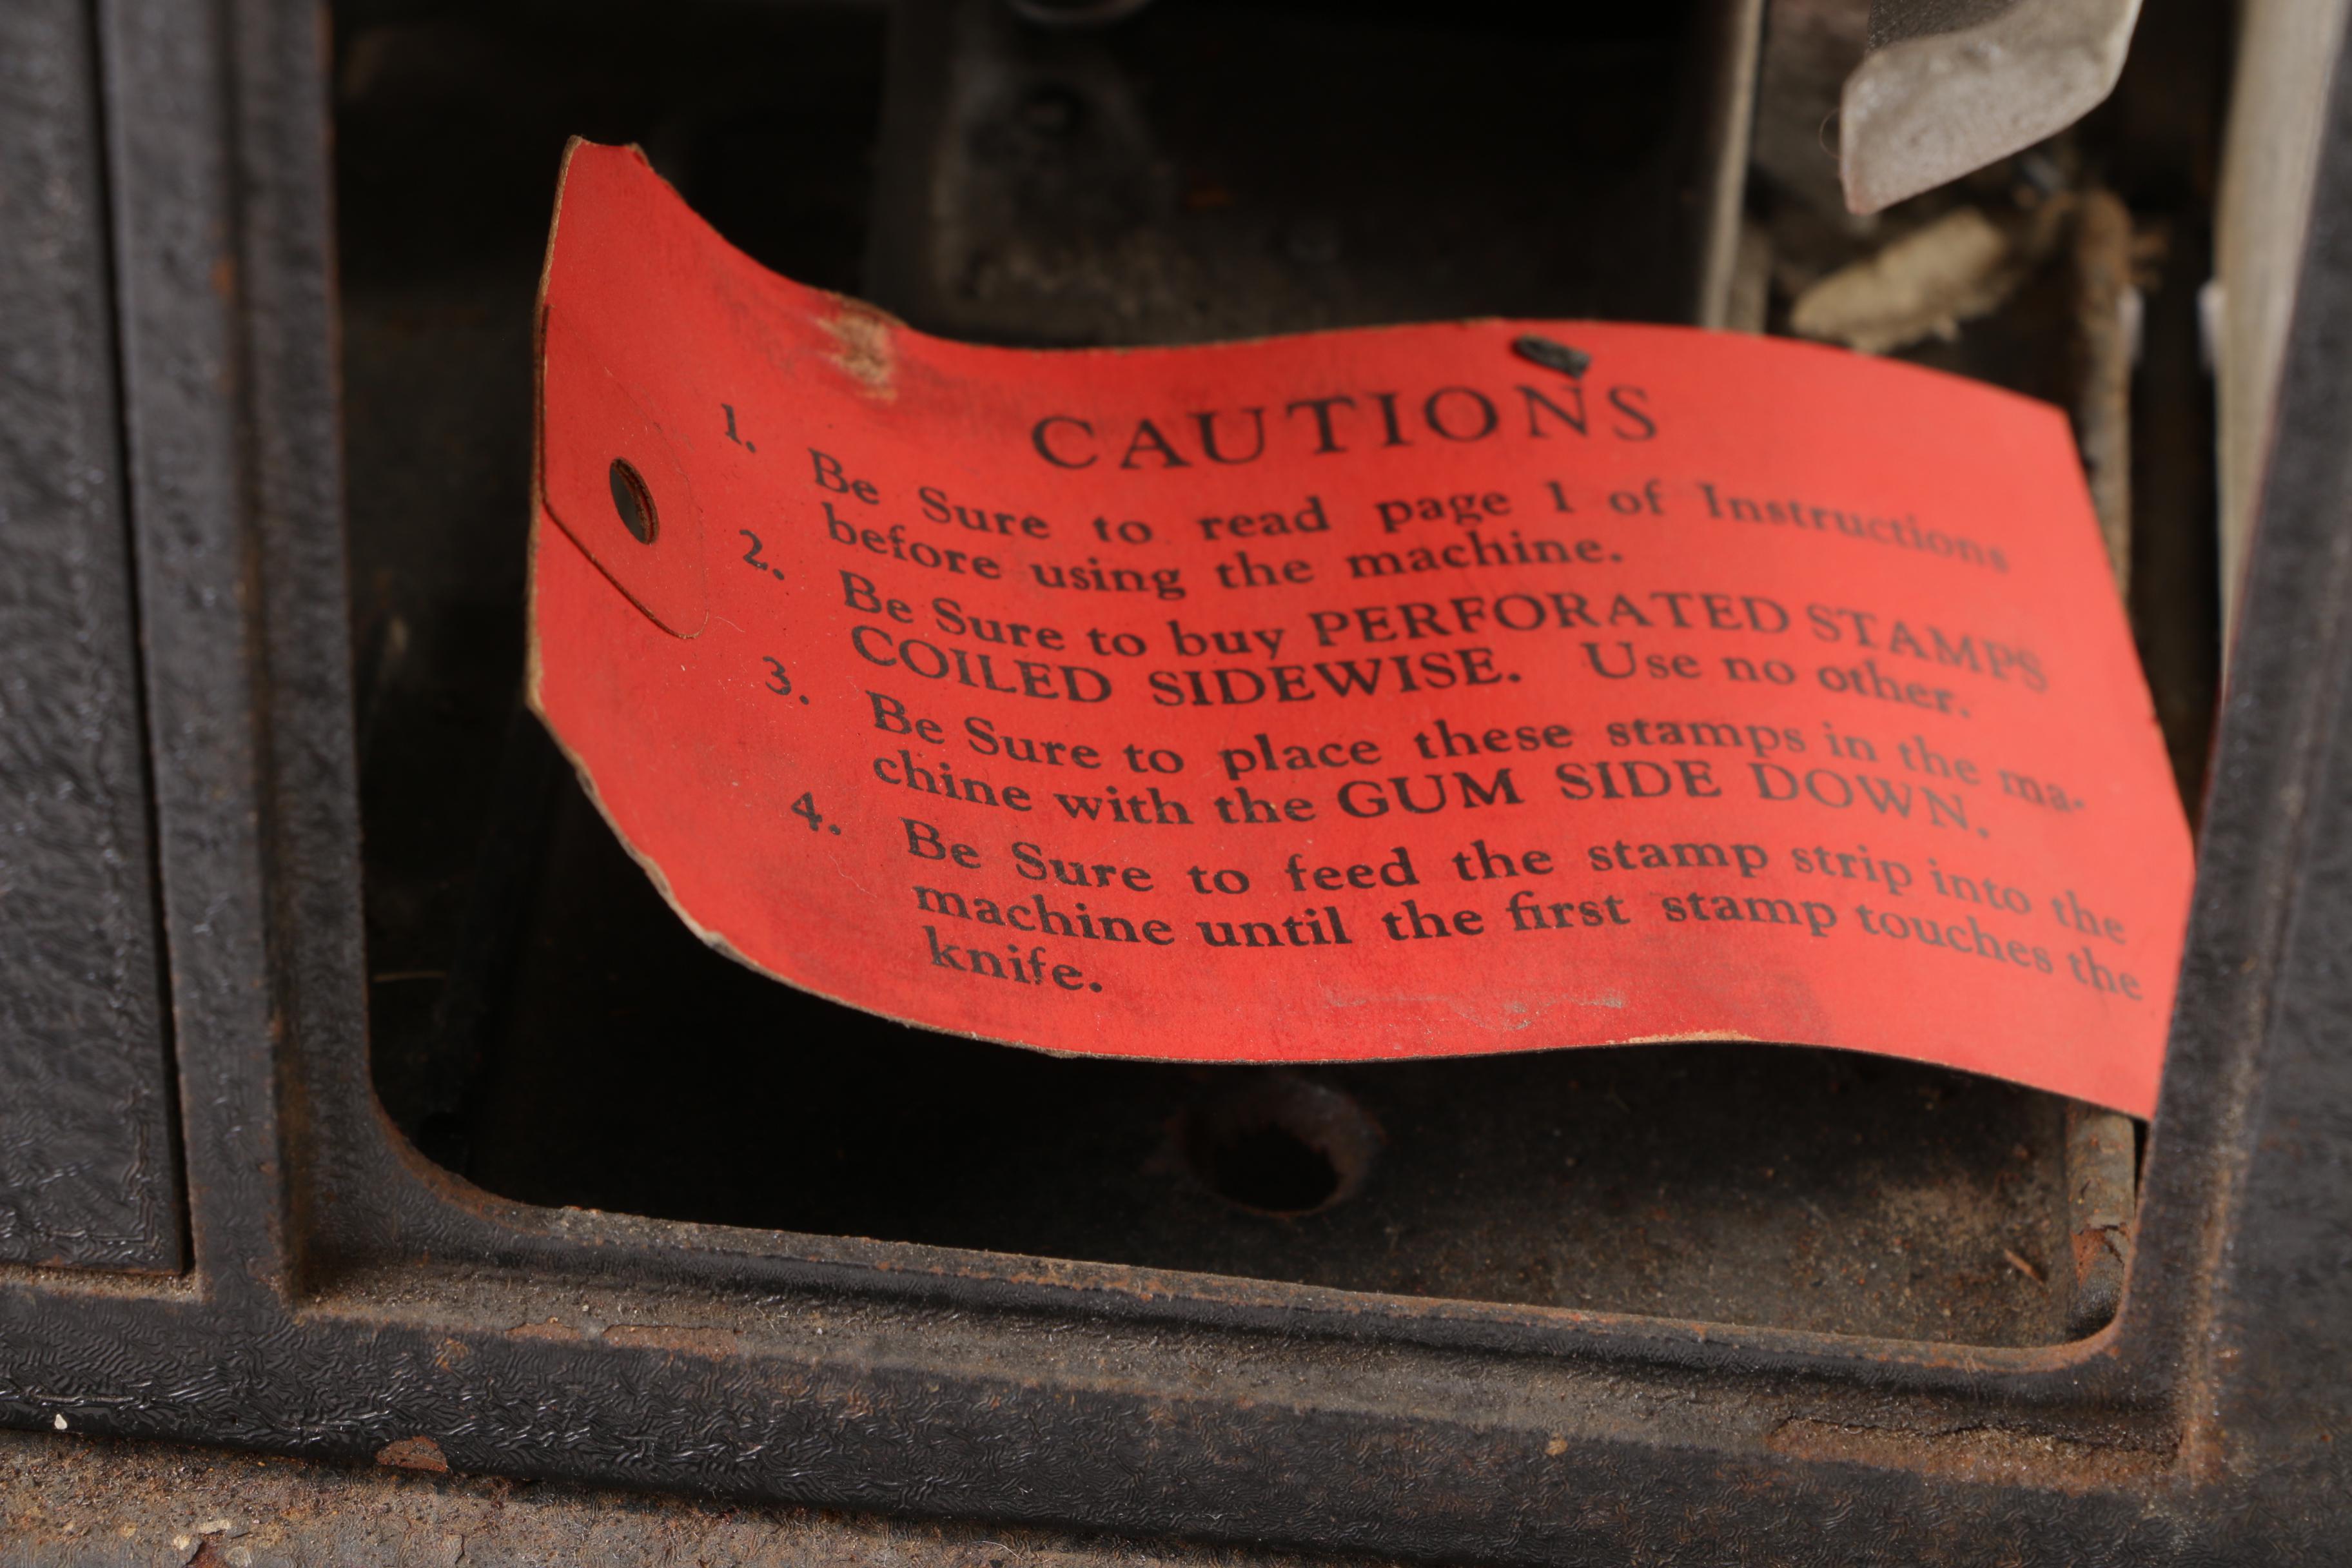 CAUTIONS
1. Be Sure to read page 1 of Instructions
before using the machine.
2. Be Sure to buy PERFORATED STAMPS
COILED SIDEWISE. Use no other.
3. Be Sure to place these stamps in the ma-
chine with the GUM SIDE DOWN.
4. Be Sure to feed the stamp strip into the
machine until the first stamp touches the
knife.